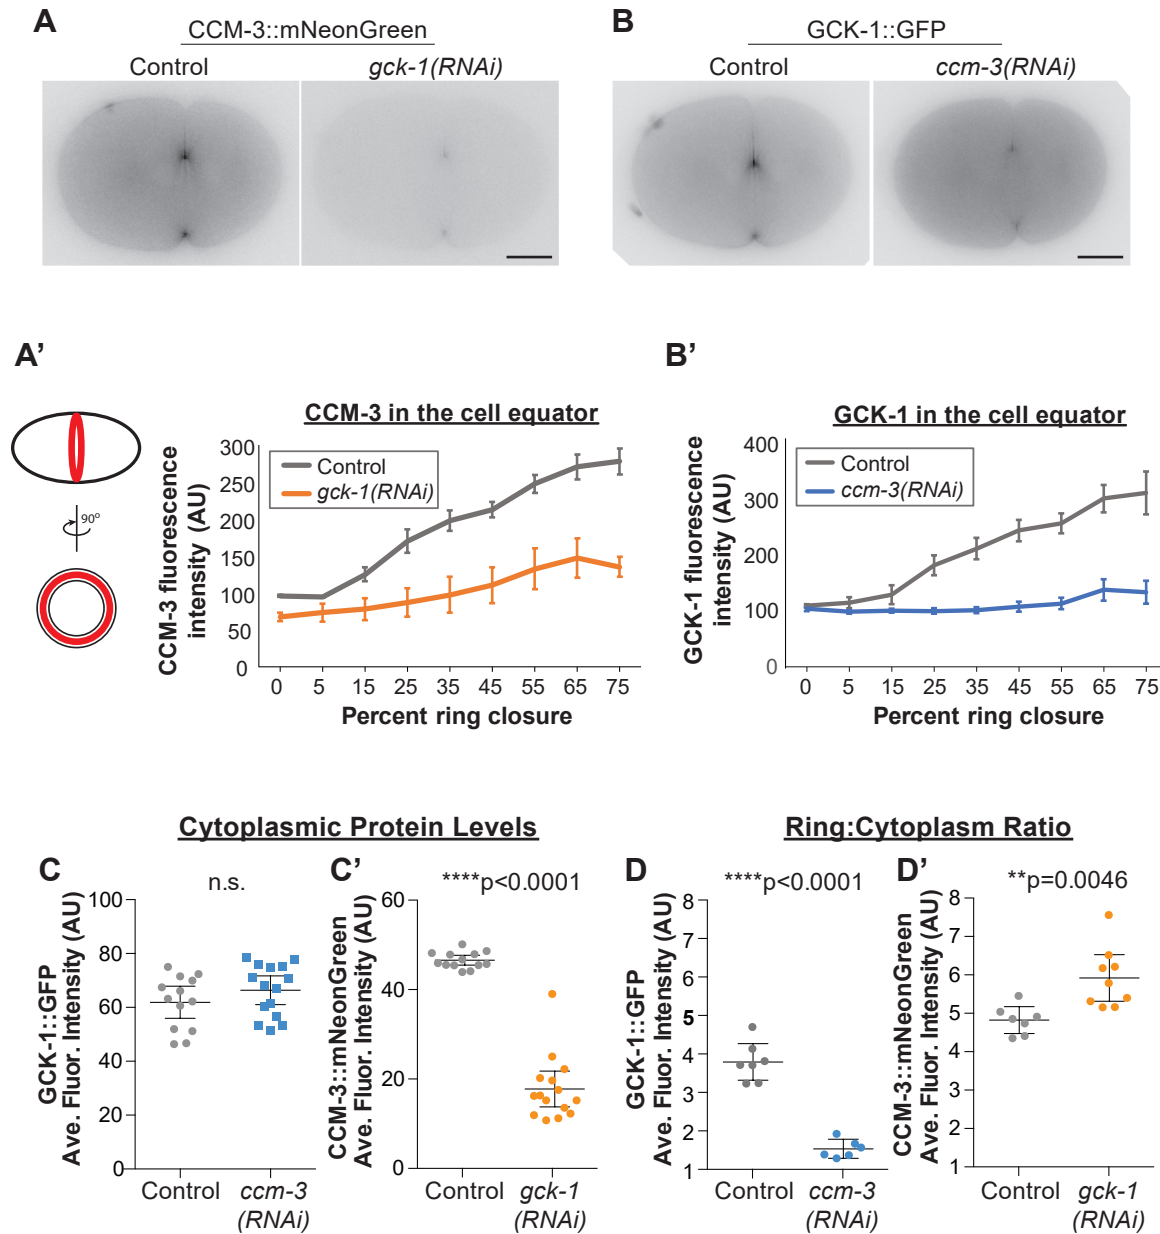 A
CCM-3::mNeonGreen
Control
gck-1(RNAi)
B
GCK-1::GFP
Control
ccm-3(RNAi)
A’
90º
CCM-3 in the cell equator
CCM-3 fluorescence
intensity (AU)
300
250
200
150
100
50
0
Control
gck-1(RNAi)
0 5 15 25 35 45 55 65 75
Percent ring closure
B’
GCK-1 in the cell equator
GCK-1 fluorescence
intensity (AU)
400
300
200
100
0
Control
ccm-3(RNAi)
0 5 15 25 35 45 55 65 75
Percent ring closure
Cytoplasmic Protein Levels
C
n.s.
GCK-1::GFP
Ave. Fluor. Intensity (AU)
100
80
60
40
20
0
Control
ccm-3
(RNAi)
C’
****p<0.0001
CCM-3::mNeonGreen
Ave. Fluor. Intensity (AU)
60
40
20
0
Control
gck-1
(RNAi)
Ring:Cytoplasm Ratio
D
****p<0.0001
GCK-1::GFP
Ave. Fluor. Intensity (AU)
8
7
6
5
4
3
2
1
Control
ccm-3
(RNAi)
D’
**p=0.0046
CCM-3::mNeonGreen
Ave. Fluor. Intensity (AU)
8
7
6
5
4
3
2
1
Control
gck-1
(RNAi)